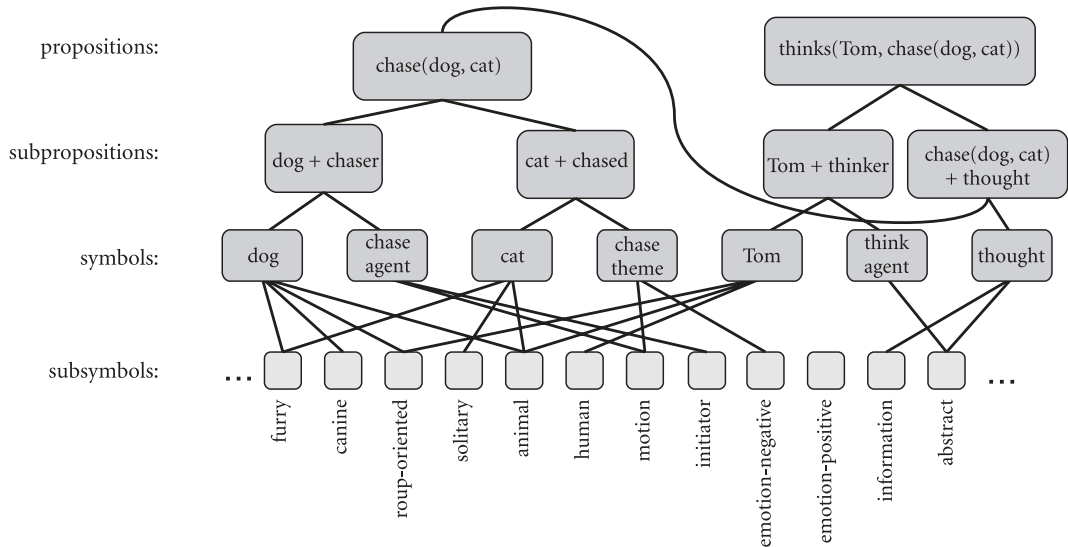 propositions:
chase(dog, cat)
thinks(Tom, chase(dog, cat))
subpropositions:
dog + chaser
cat + chased
Tom + thinker
chase(dog, cat)
+ thought
symbols:
dog
chase
agent
cat
chase
theme
Tom
think
agent
thought
subsymbols:
...
...
furry
canine
roup-oriented
solitary
animal
human
motion
initiator
emotion-negative
emotion-positive
information
abstract